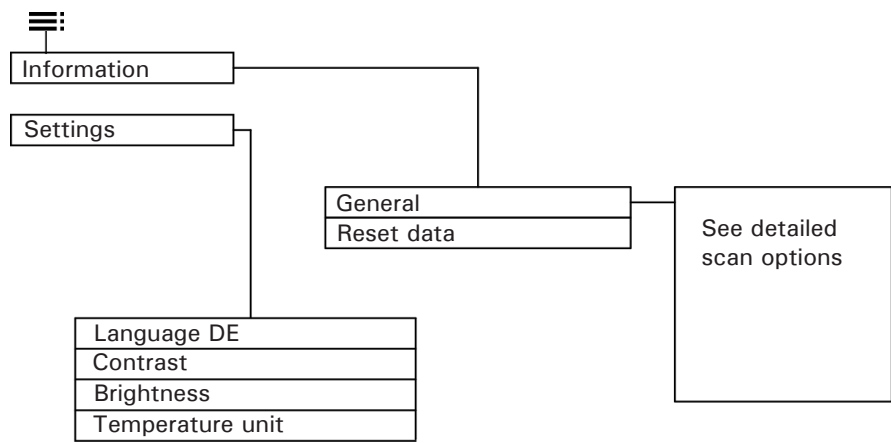 Information
Settings
General
Reset data
See detailed
scan options
Language DE
Contrast
Brightness
Temperature unit